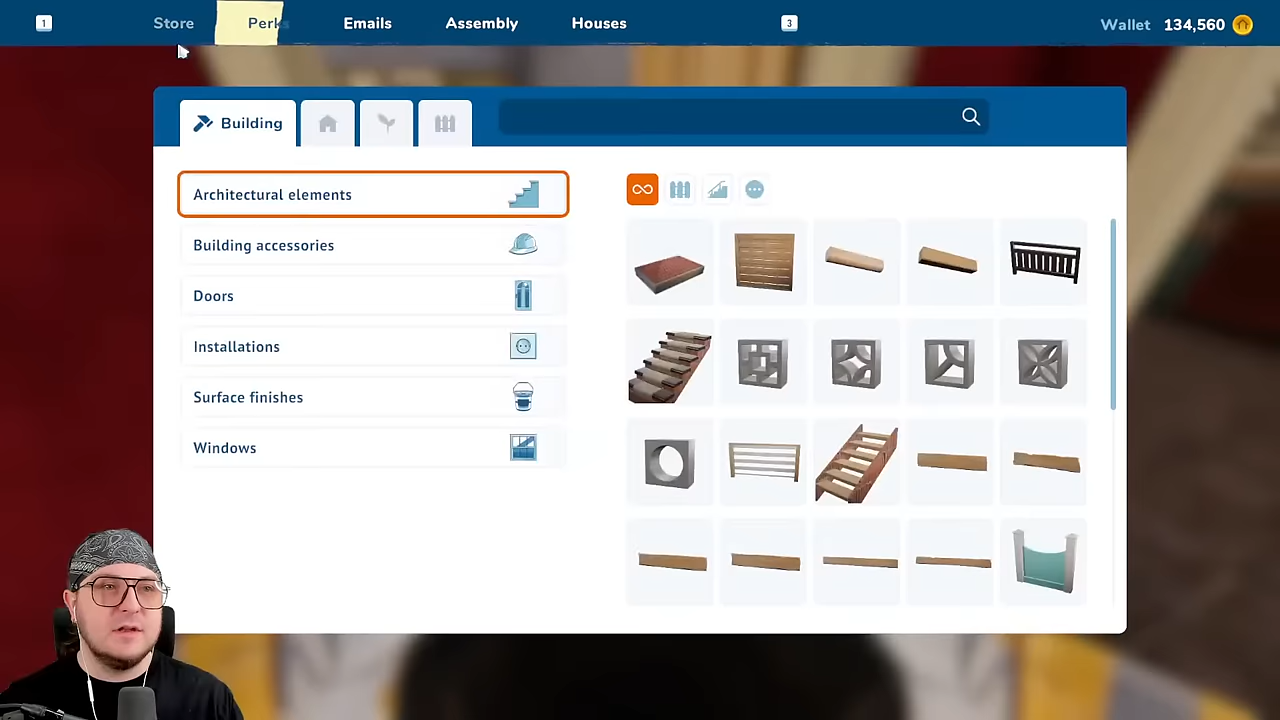 1 Store Perks Emails Assembly Houses 3 Wallet 134,560
Building
Architectural elements
Building accessories
Doors
Installations
Surface finishes
Windows